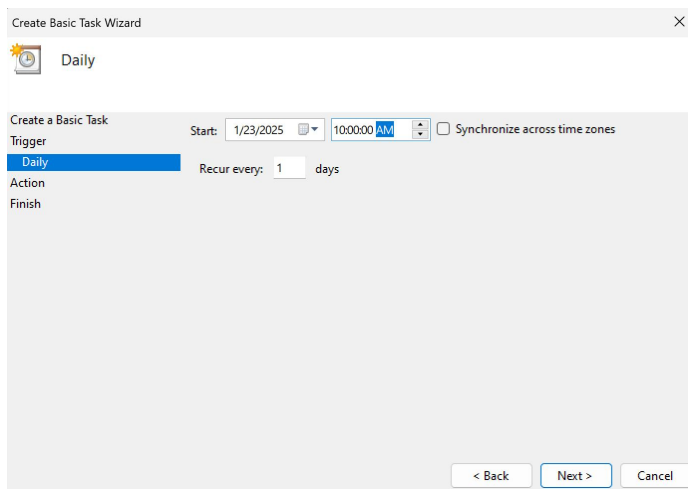 Create Basic Task Wizard
Daily
Create a Basic Task
Trigger
Daily
Action
Finish
Start: 1/23/2025 10:00:00 AM Synchronize across time zones
Recur every: 1 days
< Back Next > Cancel